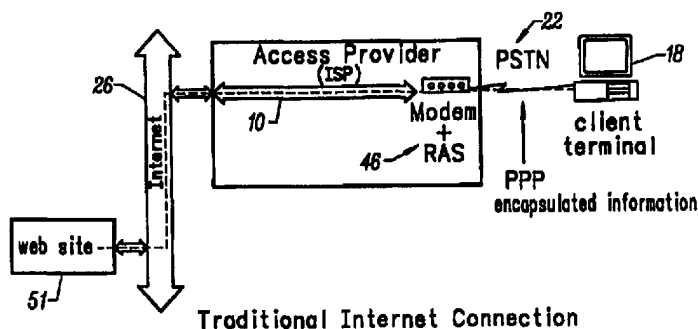 26
Internet
web site
51
Access Provider
(ISP)
10
Modem
+
RAS
46
22
PSTN
PPP
encapsulated information
18
client
terminal
Traditional Internet Connection